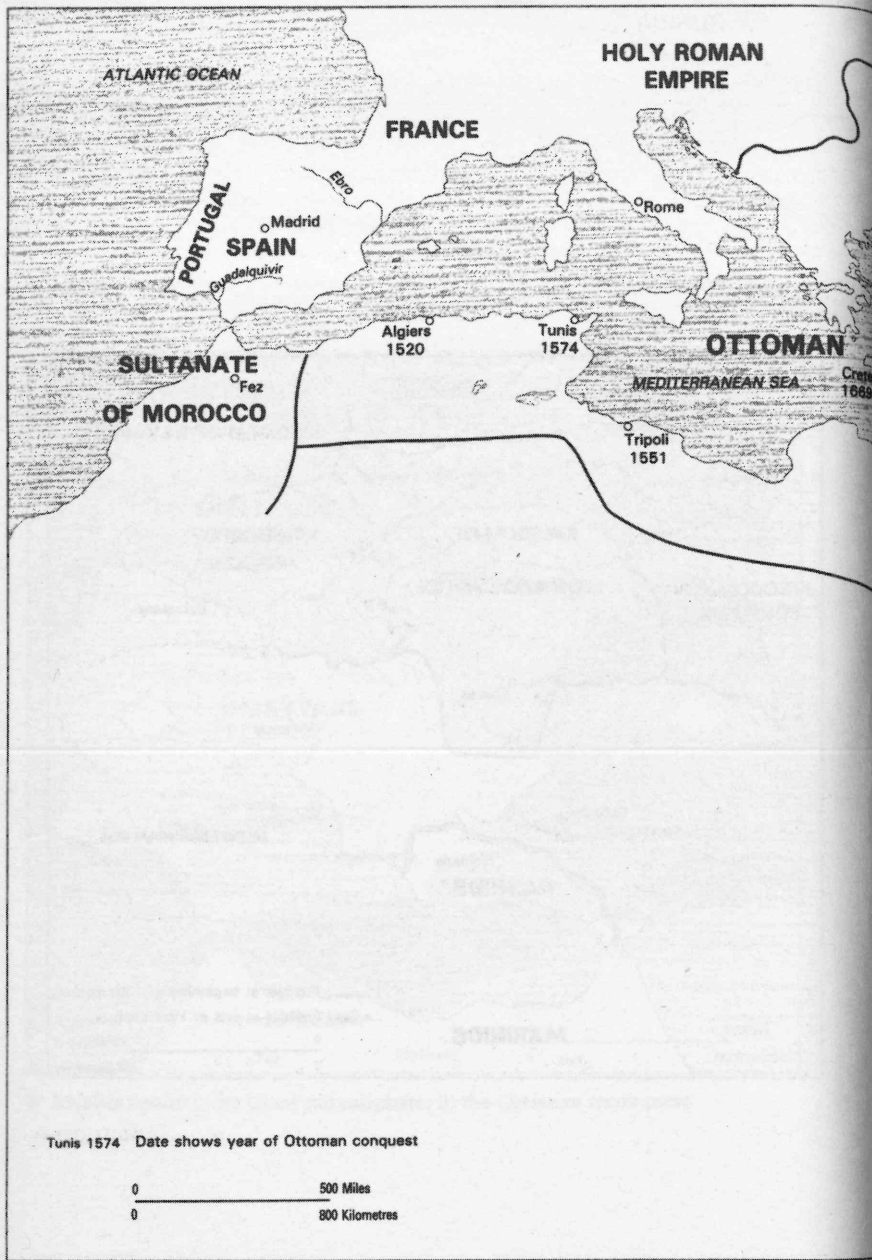 HOLY ROMAN
EMPIRE
ATLANTIC OCEAN
FRANCE
Ebro
PORTUGAL
Madrid
SPAIN
Guadalquivir
Rome
Algiers
1520
Tunis
1574
OTTOMAN
SULTANATE
OF MOROCCO
Fez
MEDITERRANEAN SEA
Crete
1669
Tripoli
1551
Tunis 1574 Date shows year of Ottoman conquest
0 500 Miles
0 800 Kilometres